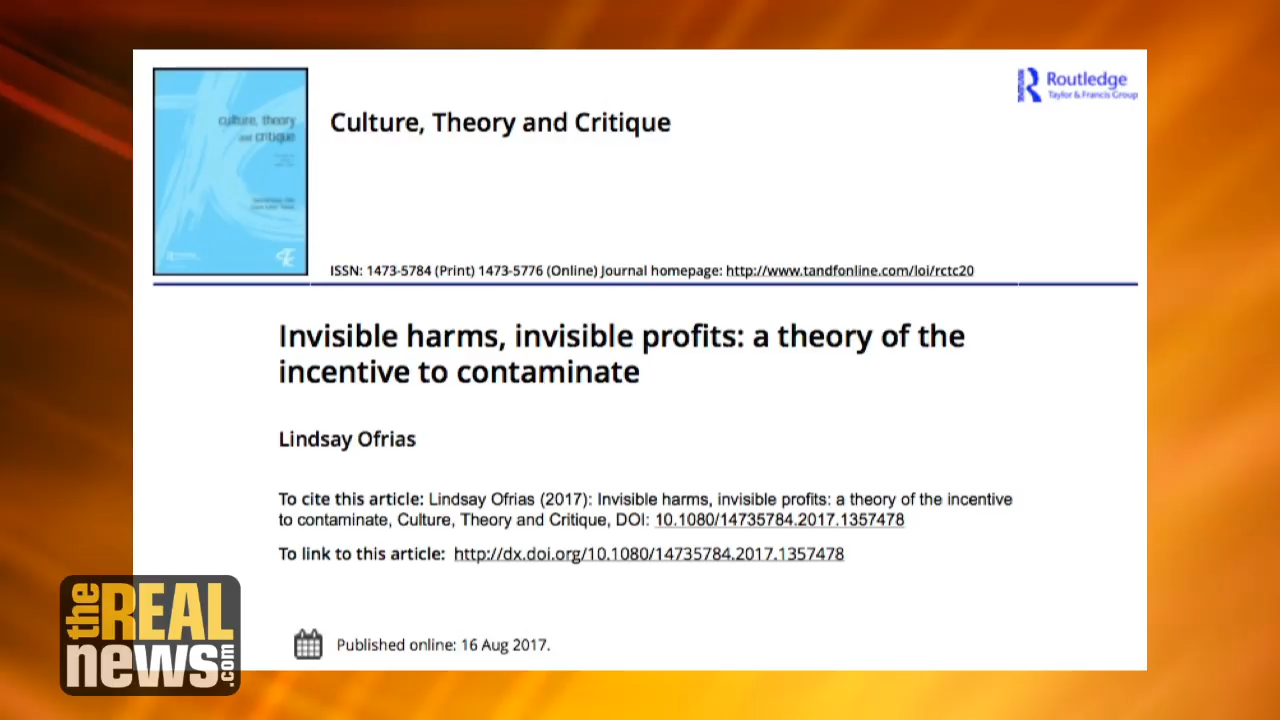 culture, theory
and critique
Routledge
Taylor & Francis Group
Culture, Theory and Critique
ISSN: 1473-5784 (Print) 1473-5776 (Online) Journal homepage: http://www.tandfonline.com/loi/rctc20
Invisible harms, invisible profits: a theory of the
incentive to contaminate
Lindsay Ofrias
To cite this article: Lindsay Ofrias (2017): Invisible harms, invisible profits: a theory of the incentive
to contaminate, Culture, Theory and Critique, DOI: 10.1080/14735784.2017.1357478
To link to this article: http://dx.doi.org/10.1080/14735784.2017.1357478
Published online: 16 Aug 2017.
the REAL
news.com